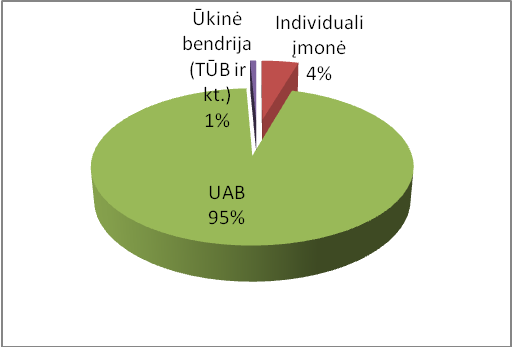 Ūkinė
bendrija
(TŪB ir
kt.)
1%
Individuali
įmonė
4%
UAB
95%